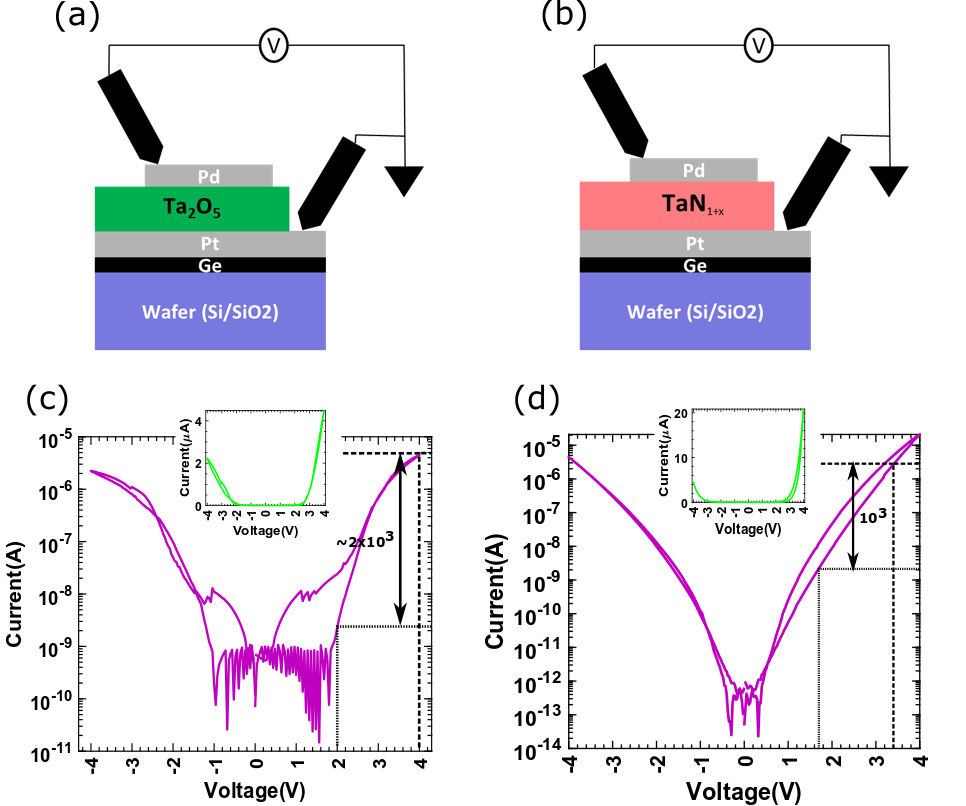 (a)
V
Pd
Ta₂O₅
Pt
Ge
Wafer (Si/SiO2)
(b)
V
Pd
TaN₁₊ₓ
Pt
Ge
Wafer (Si/SiO2)
(c)
Current(A)
10⁻⁵
10⁻⁶
10⁻⁷
10⁻⁸
10⁻⁹
10⁻¹⁰
10⁻¹¹
-4 -3 -2 -1 0 1 2 3 4
Voltage(V)
Current(μA)
4
2
0
-4 -3 -2 -1 0 1 2 3 4
Voltage(V)
~2x10³
(d)
Current(A)
10⁻⁵
10⁻⁶
10⁻⁷
10⁻⁸
10⁻⁹
10⁻¹⁰
10⁻¹¹
10⁻¹²
10⁻¹³
10⁻¹⁴
-4 -3 -2 -1 0 1 2 3 4
Voltage(V)
Current(μA)
20
10
0
-4 -3 -2 -1 0 1 2 3 4
Voltage(V)
10³